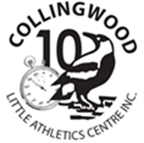 COLLINGWOOD
10
LITTLE ATHLETICS CENTRE INC.